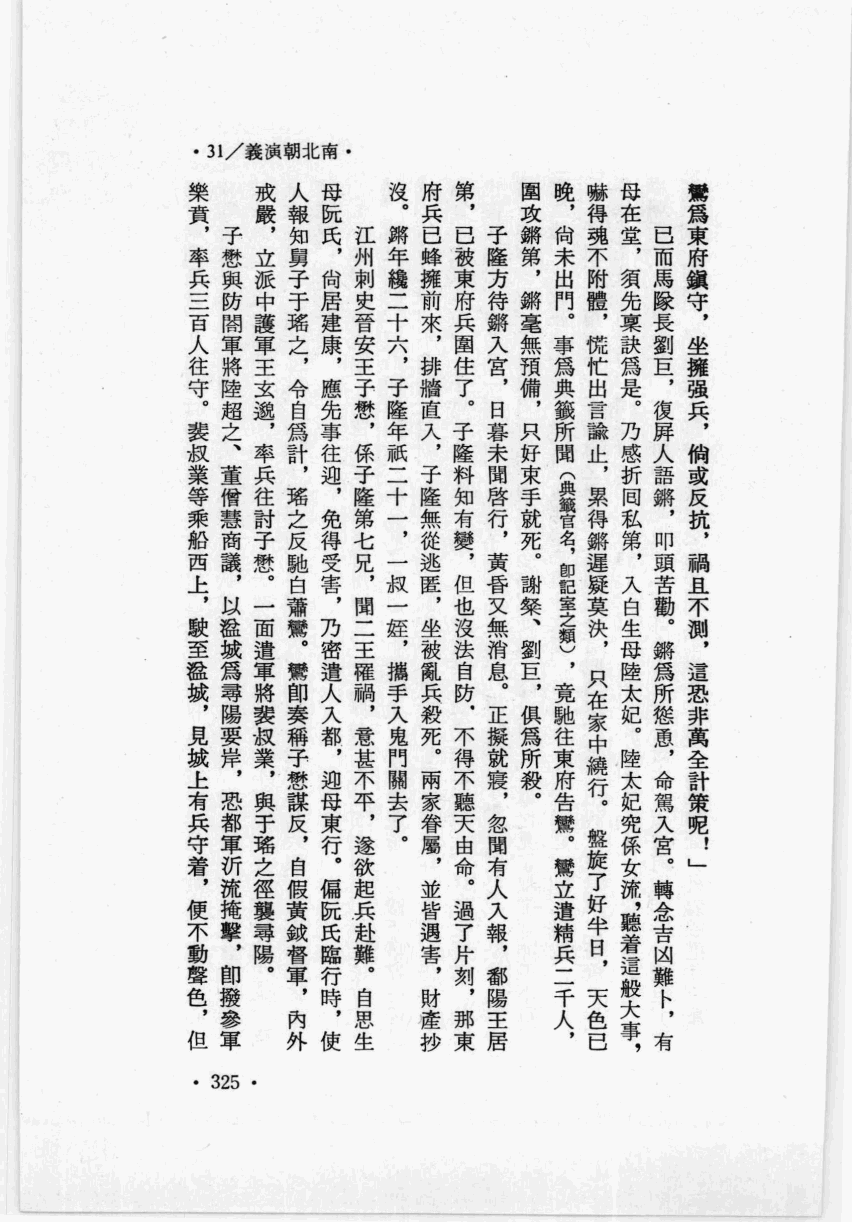 •31／義演朝北南•
鸞爲東府鎭守，坐擁强兵，倘或反抗，禍且不測，這恐非萬全計策呢！」
已而馬隊長劉巨，復屏人語鏘，叩頭苦勸。鏘爲所慫恿，命駕入宮。轉念吉凶難卜，有
母在堂，須先稟訣爲是。乃感折回私第，入白生母陸太妃。陸太妃究係女流，聽着這般大事，
嚇得魂不附體，慌忙出言諭止，累得鏘遲疑莫決，只在家中繞行。盤旋了好半日，天色已
晚，尙未出門。事爲典籤所聞（典籤官名，卽記室之類），竟馳往東府告鸞。鸞立遣精兵二千人，
圍攻鏘第，鏘毫無預備，只好束手就死。謝粲、劉巨，俱爲所殺。
子隆方待鏘入宮，日暮未聞啓行，黃昏又無消息。正擬就寢，忽聞有人入報，鄱陽王居
第，已被東府兵圍住了。子隆料知有變，但也沒法自防，不得不聽天由命。過了片刻，那東
府兵已蜂擁前來，排牆直入，子隆無從逃匿，坐被亂兵殺死。兩家眷屬，並皆遇害，財產抄
沒。鏘年纔二十六，子隆年祇二十一，一叔一姪，攜手入鬼門關去了。
江州刺史晉安王子懋，係子隆第七兄，聞二王罹禍，意甚不平，遂欲起兵赴難。自思生
母阮氏，尙居建康，應先事往迎，免得受害，乃密遣人入都，迎母東行。偏阮氏臨行時，使
人報知舅子于瑤之，令自爲計，瑤之反馳白蕭鸞。鸞卽奏稱子懋謀反，自假黃鉞督軍，內外
戒嚴，立派中護軍王玄邈，率兵往討子懋。一面遣軍將裴叔業，與于瑤之徑襲尋陽。
子懋與防閤軍將陸超之、董僧慧商議，以湓城爲尋陽要岸，恐都軍泝流掩擊，卽撥參軍
樂賁，率兵三百人往守。裴叔業等乘船西上，駛至湓城，見城上有兵守着，便不動聲色，但
•325•